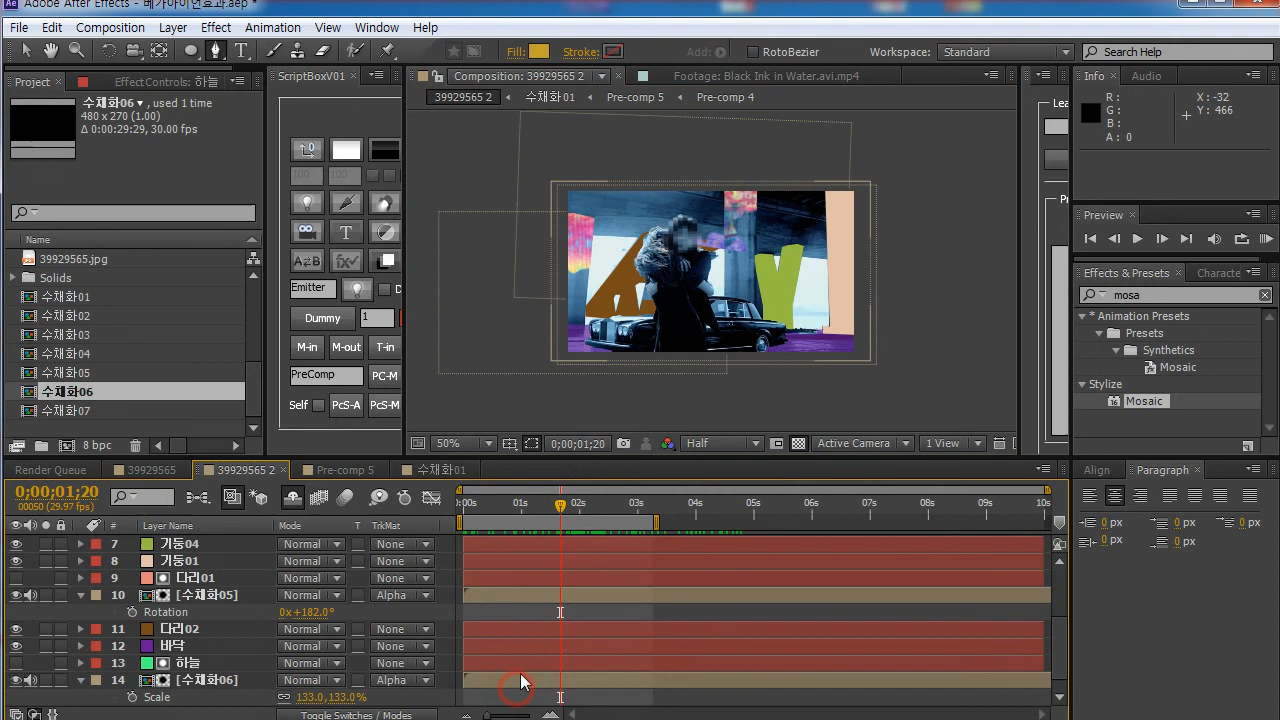 Adobe After Effects - 베가아이언효과.aep *
File Edit Composition Layer Effect Animation View Window Help
Fill: Stroke: Add: RotoBezier Workspace: Standard Search Help
Project Effect Controls: 하늘
수채화06 , used 1 time
480 x 270 (1.00)
Δ 0:00:29:29, 30.00 fps
Name
39929565.jpg
Solids
수채화01
수채화02
수채화03
수채화04
수채화05
수채화06
수채화07
8 bpc
ScriptBoxV01
100 100
T
A⇄B fx✓
Emitter
Dummy 1
M-in M-out T-in
PreComp PC-M
Self PcS-A PcS-M
Composition: 39929565 2 Footage: Black Ink in Water.avi.mp4
39929565 2 수채화01 Pre-comp 5 Pre-comp 4
50% 0;00;01;20 Half Active Camera 1 View
Lea
Info Audio
R: X: -32
G: Y: 466
B:
A: 0
Preview
Effects & Presets Characte
mosa
* Animation Presets
Presets
Synthetics
Mosaic
Stylize
Mosaic
Render Queue 39929565 39929565 2 Pre-comp 5 수채화01
0;00;01;20
00050 (29.97 fps)
:00s 01s 02s 03s 04s 05s 06s 07s 08s 09s 10s
# Layer Name Mode T TrkMat
7 기둥04 Normal None
8 기둥01 Normal None
9 다리01 Normal None
10 [수채화05] Normal Alpha
Rotation 0x +182.0°
11 다리02 Normal None
12 바닥 Normal None
13 하늘 Normal None
14 [수채화06] Normal Alpha
Scale 133.0,133.0%
Toggle Switches / Modes
Align Paragraph
0 px 0 px 0 px
0 px 0 px